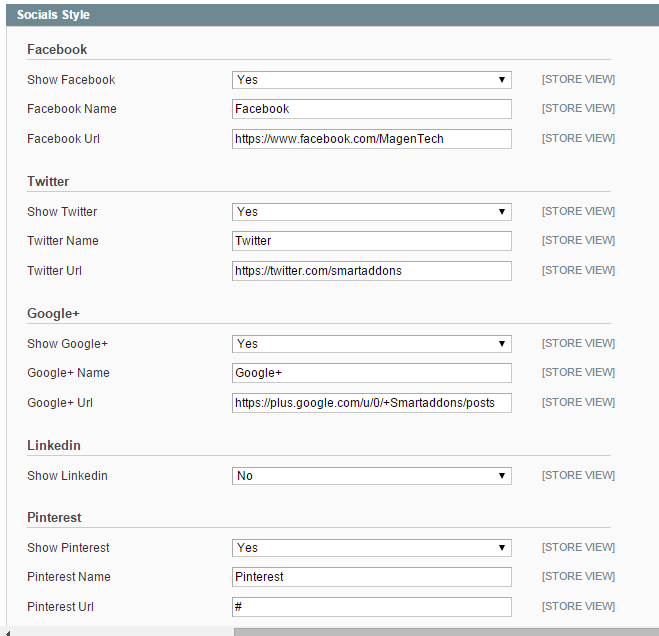 Socials Style
Facebook
Show Facebook Yes [STORE VIEW]
Facebook Name Facebook [STORE VIEW]
Facebook Url https://www.facebook.com/MagenTech [STORE VIEW]
Twitter
Show Twitter Yes [STORE VIEW]
Twitter Name Twitter [STORE VIEW]
Twitter Url https://twitter.com/smartaddons [STORE VIEW]
Google+
Show Google+ Yes [STORE VIEW]
Google+ Name Google+ [STORE VIEW]
Google+ Url https://plus.google.com/u/0/+Smartaddons/posts [STORE VIEW]
Linkedin
Show Linkedin No [STORE VIEW]
Pinterest
Show Pinterest Yes [STORE VIEW]
Pinterest Name Pinterest [STORE VIEW]
Pinterest Url # [STORE VIEW]